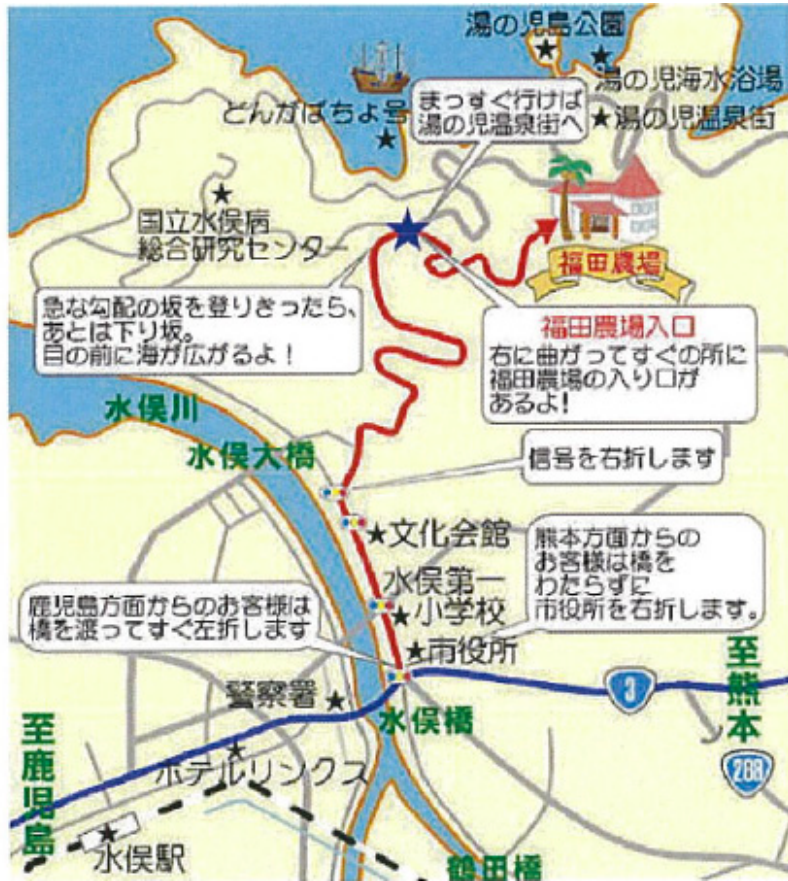 湯の児島公園
湯の児海水浴場
★湯の児温泉街
どんがばちょ号
まっすぐ行けば
湯の児温泉街へ
国立水俣病
総合研究センター
福田農場
急な勾配の坂を登りきったら、
あとは下り坂。
目の前に海が広がるよ！
福田農場入口
右に曲がってすぐの所に
福田農場の入り口が
あるよ！
水俣川
水俣大橋
信号を右折します
★文化会館
熊本方面からの
お客様は橋を
わたらずに
市役所を右折します。
水俣第一
★小学校
鹿児島方面からのお客様は
橋を渡ってすぐ左折します
★市役所
至熊本
3
警察署★
水俣橋
至鹿児島
ホテルリンクス
268
水俣駅
鶴田橋